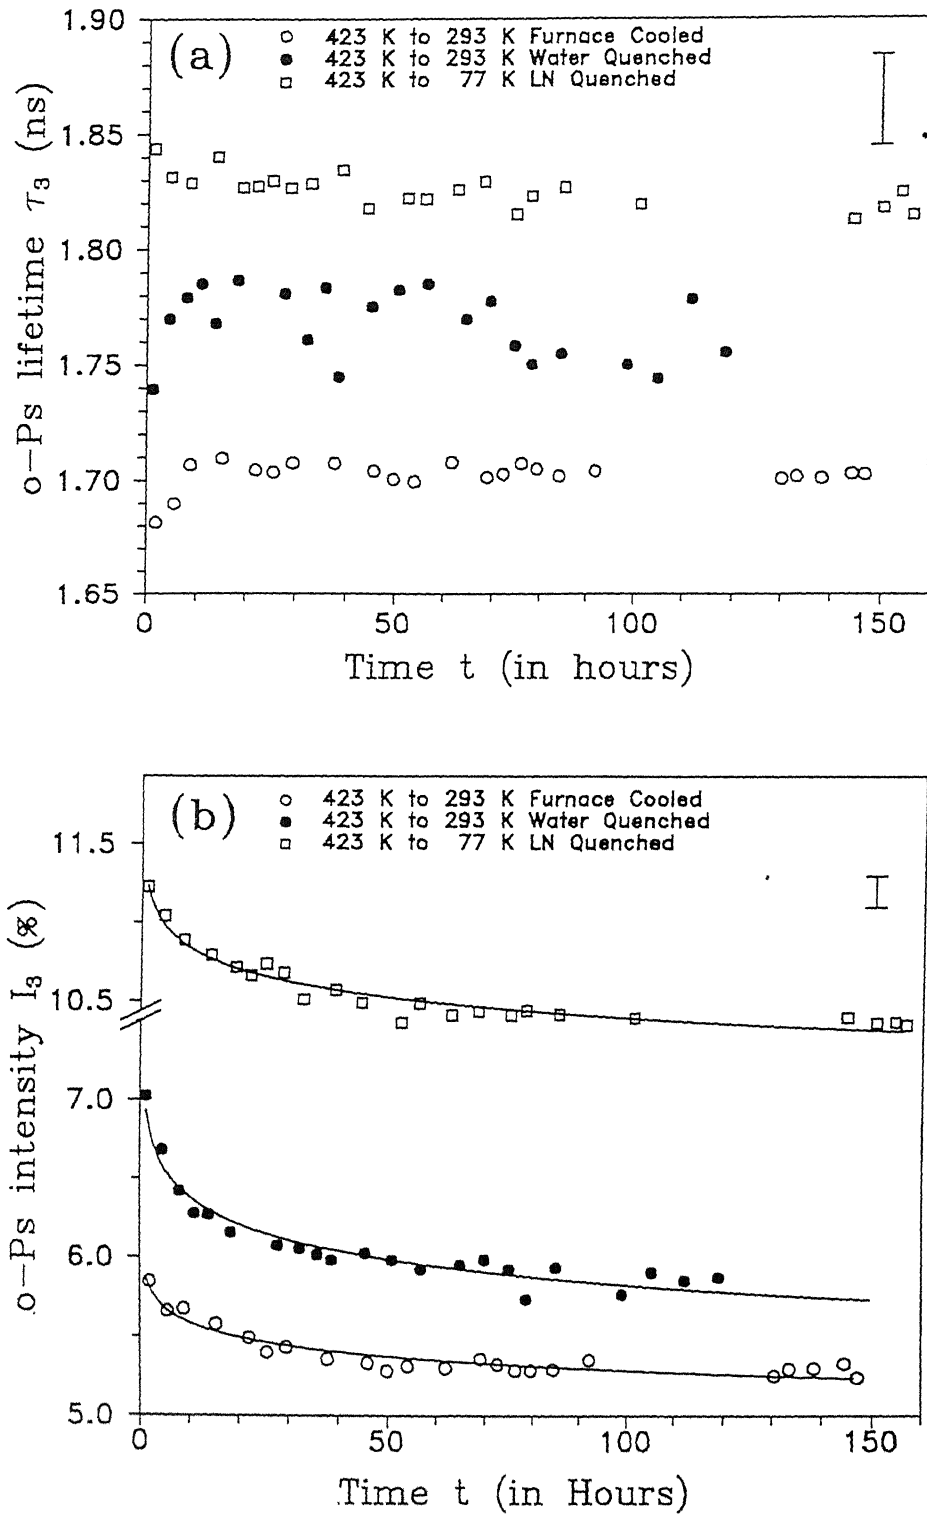 1.90
(a)
○ 423 K to 293 K Furnace Cooled
● 423 K to 293 K Water Quenched
□ 423 K to 77 K LN Quenched
1.85
1.80
1.75
1.70
1.65
o-Ps lifetime τ3 (ns)
0 50 100 150
Time t (in hours)
(b)
○ 423 K to 293 K Furnace Cooled
● 423 K to 293 K Water Quenched
□ 423 K to 77 K LN Quenched
11.5
10.5
7.0
6.0
5.0
o-Ps intensity I3 (%)
0 50 100 150
Time t (in Hours)